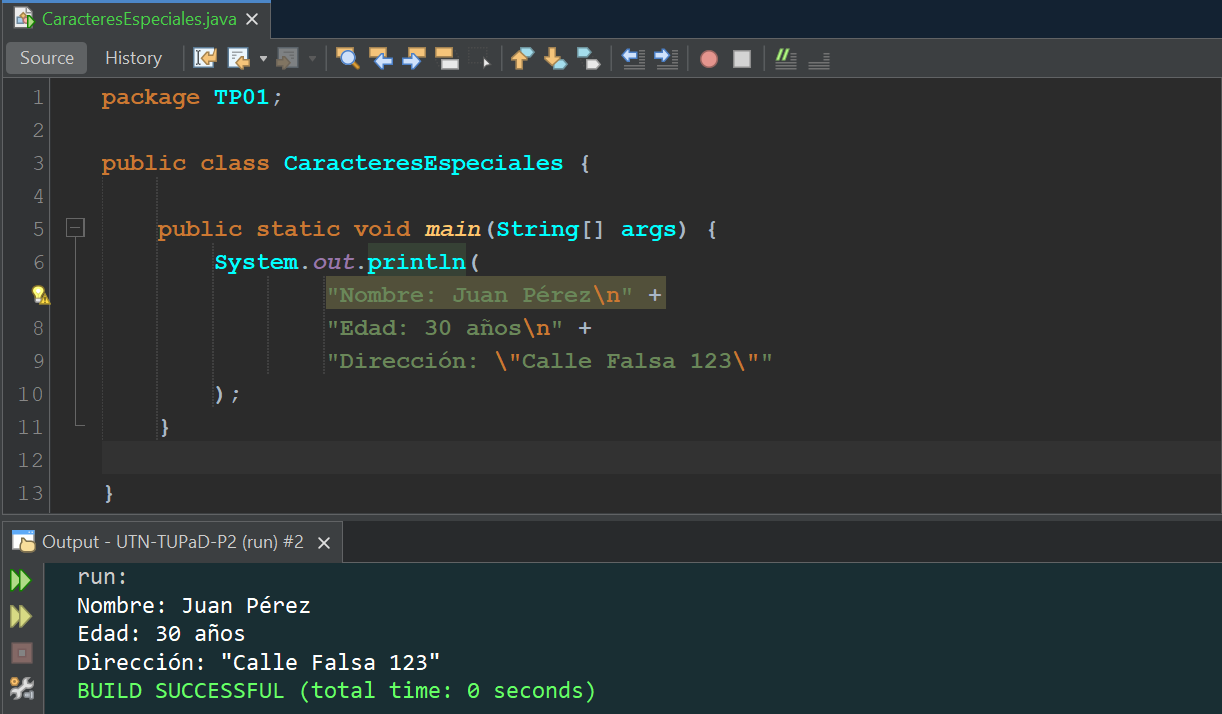 CaracteresEspeciales.java
Source History
1 package TP01;
2
3 public class CaracteresEspeciales {
4
5 public static void main(String[] args) {
6 System.out.println(
"Nombre: Juan Pérez\n" +
8 "Edad: 30 años\n" +
9 "Dirección: \"Calle Falsa 123\""
10 );
11 }
12
13 }
Output - UTN-TUPaD-P2 (run) #2
run:
Nombre: Juan Pérez
Edad: 30 años
Dirección: "Calle Falsa 123"
BUILD SUCCESSFUL (total time: 0 seconds)